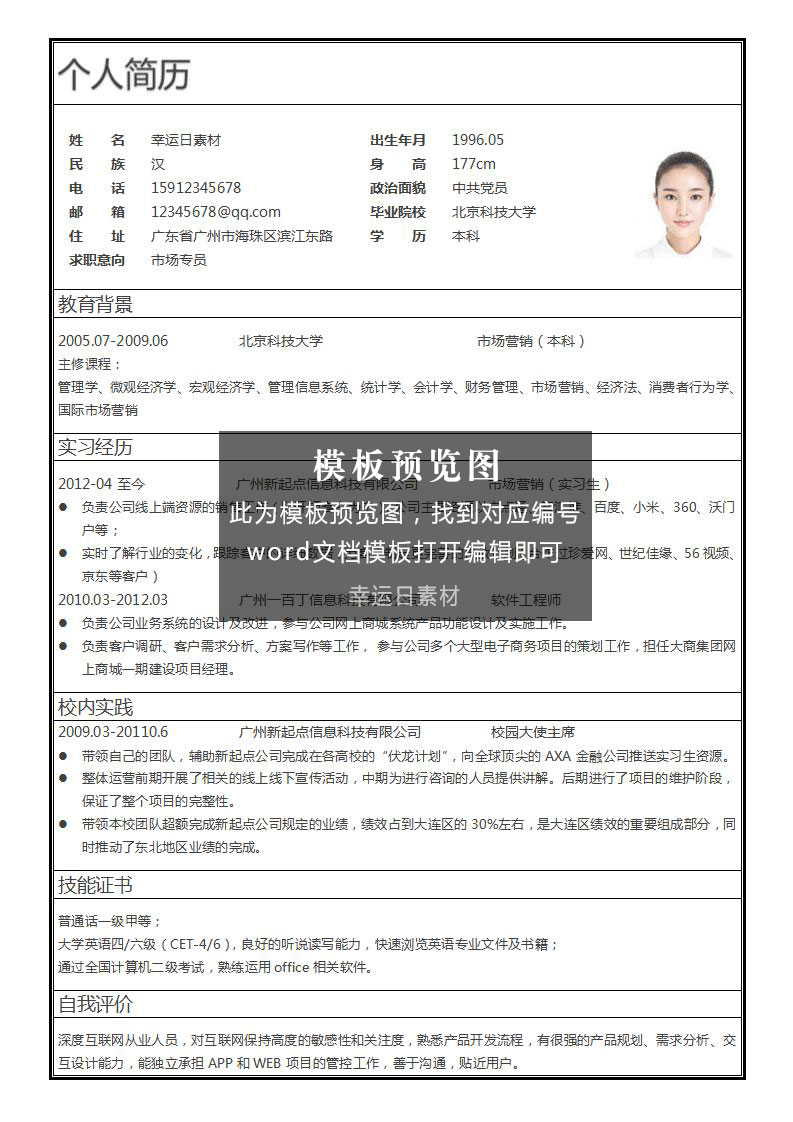 个人简历
姓 名 幸运日素材 出生年月 1996.05
民 族 汉 身 高 177cm
电 话 15912345678 政治面貌 中共党员
邮 箱 12345678@qq.com 毕业院校 北京科技大学
住 址 广东省广州市海珠区滨江东路 学 历 本科
求职意向 市场专员
教育背景
2005.07-2009.06 北京科技大学 市场营销（本科）
主修课程：
管理学、微观经济学、宏观经济学、管理信息系统、统计学、会计学、财务管理、市场营销、经济法、消费者行为学、
国际市场营销
实习经历
模板预览图
2012-04 至今 广州新起点信息科技有限公司 市场营销（实习生）
● 负责公司线上端资源的销 、百度、小米、360、沃门
户等；
此为模板预览图，找到对应编号
● 实时了解行业的变化，跟踪 过珍爱网、世纪佳缘、56 视频、
京东等客户）
word文档模板打开编辑即可
2010.03-2012.03 广州一百丁信息科技有限公司 软件工程师
幸运日素材
● 负责公司业务系统的设计及改进，参与公司网上商城系统产品功能设计及实施工作。
● 负责客户调研、客户需求分析、方案写作等工作， 参与公司多个大型电子商务项目的策划工作，担任大商集团网
上商城一期建设项目经理。
校内实践
2009.03-20110.6 广州新起点信息科技有限公司 校园大使主席
● 带领自己的团队，辅助新起点公司完成在各高校的“伏龙计划”，向全球顶尖的 AXA 金融公司推送实习生资源。
● 整体运营前期开展了相关的线上线下宣传活动，中期为进行咨询的人员提供讲解。后期进行了项目的维护阶段，
保证了整个项目的完整性。
● 带领本校团队超额完成新起点公司规定的业绩，绩效占到大连区的 30%左右，是大连区绩效的重要组成部分，同
时推动了东北地区业绩的完成。
技能证书
普通话一级甲等；
大学英语四/六级（CET-4/6），良好的听说读写能力，快速浏览英语专业文件及书籍；
通过全国计算机二级考试，熟练运用 office 相关软件。
自我评价
深度互联网从业人员，对互联网保持高度的敏感性和关注度，熟悉产品开发流程，有很强的产品规划、需求分析、交
互设计能力，能独立承担 APP 和 WEB 项目的管控工作，善于沟通，贴近用户。